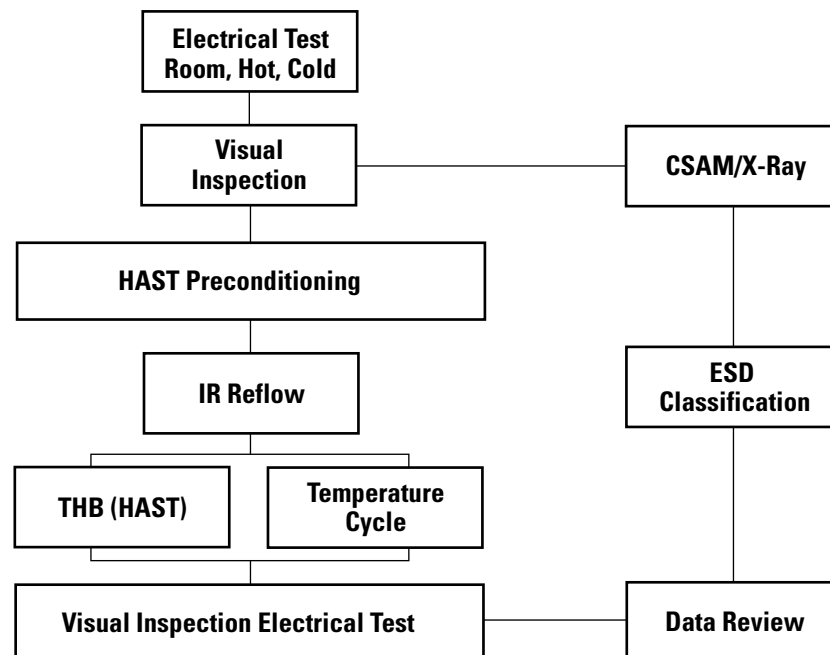 Electrical Test
Room, Hot, Cold
Visual
Inspection
CSAM/X-Ray
HAST Preconditioning
IR Reflow
ESD
Classification
THB (HAST)
Temperature
Cycle
Visual Inspection Electrical Test
Data Review